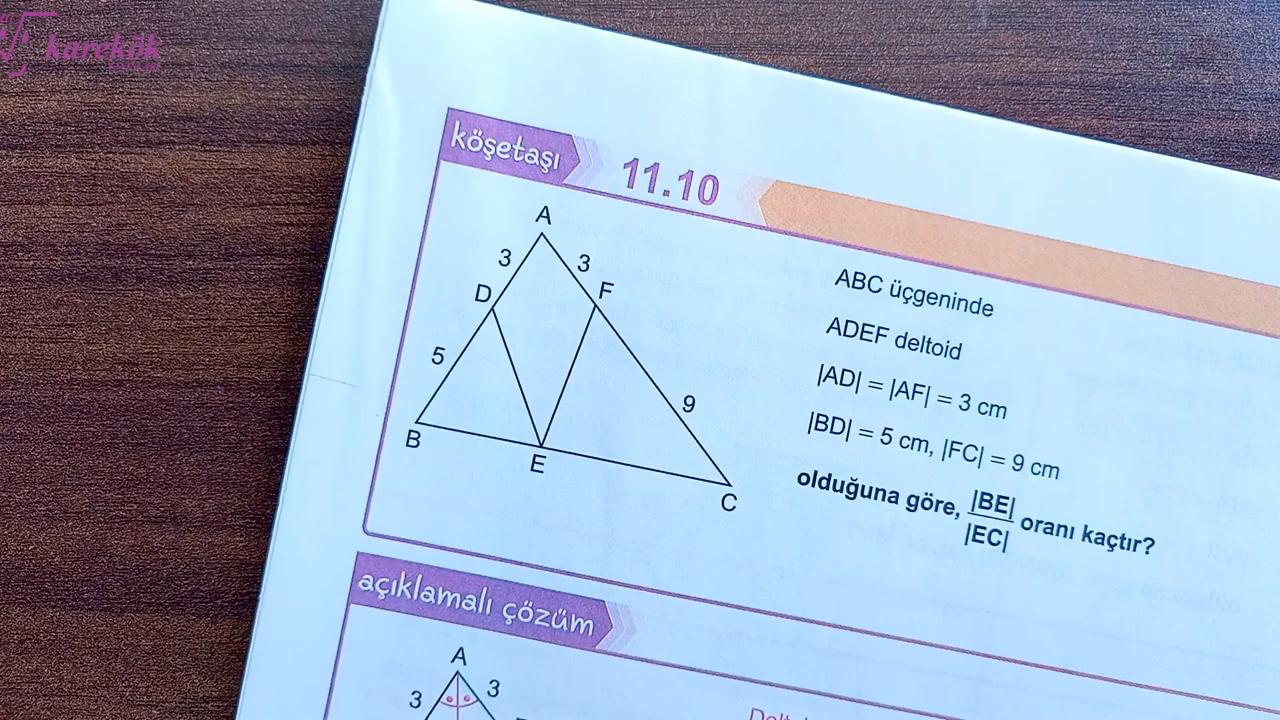 karekök
köşetaşı
11.10
A
3
3
D
F
5
9
B
E
C
ABC üçgeninde
ADEF deltoid
|AD| = |AF| = 3 cm
|BD| = 5 cm, |FC| = 9 cm
olduğuna göre, |BE| / |EC| oranı kaçtır?
açıklamalı çözüm
A
3
3